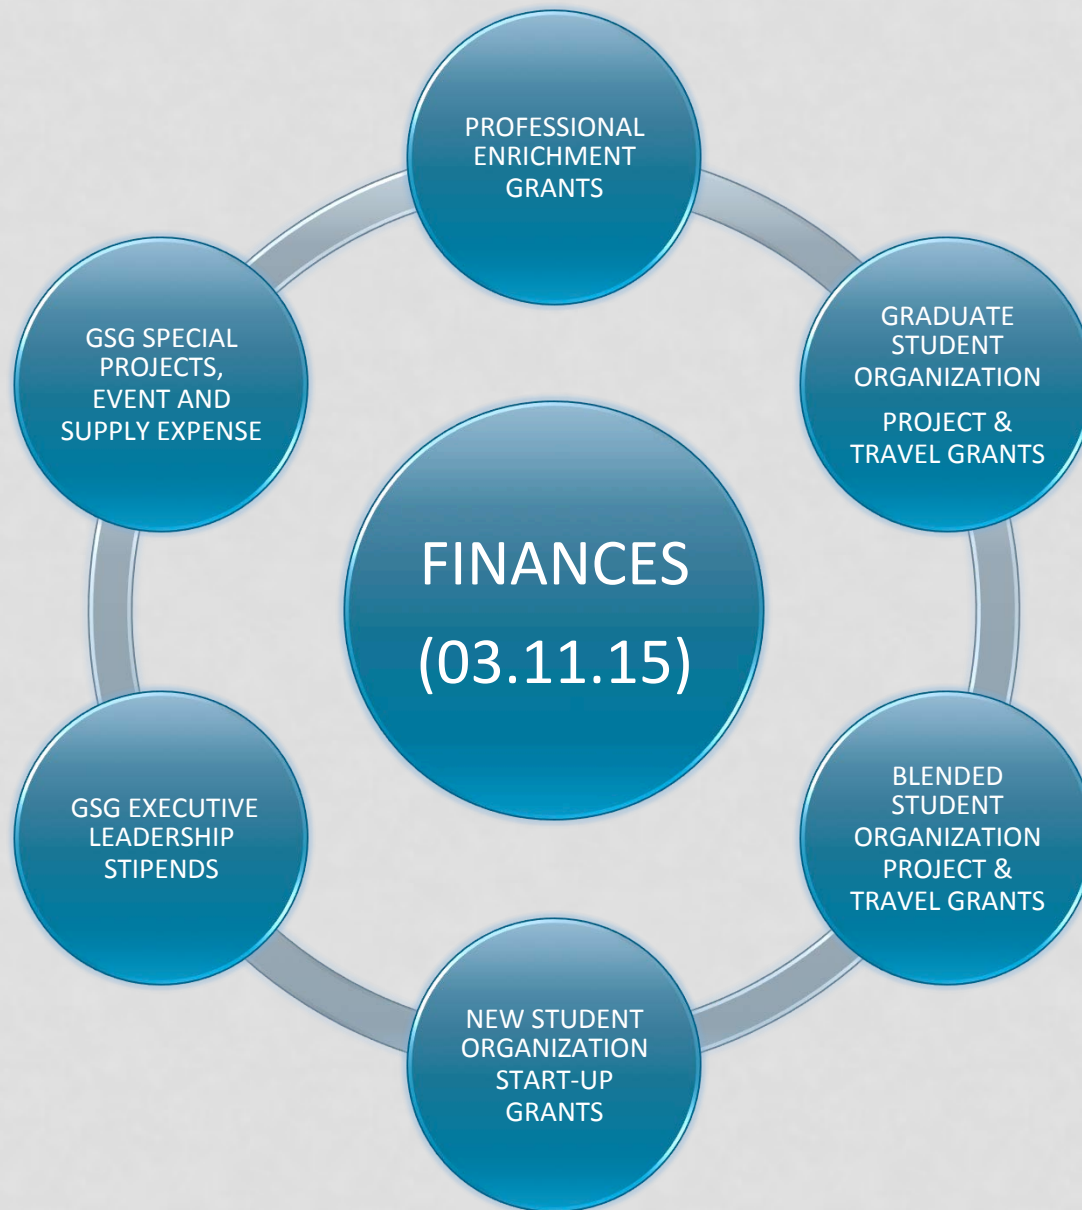 PROFESSIONAL
ENRICHMENT
GRANTS
GRADUATE
STUDENT
ORGANIZATION
PROJECT &
TRAVEL GRANTS
BLENDED
STUDENT
ORGANIZATION
PROJECT &
TRAVEL GRANTS
NEW STUDENT
ORGANIZATION
START-UP
GRANTS
GSG EXECUTIVE
LEADERSHIP
STIPENDS
GSG SPECIAL
PROJECTS,
EVENT AND
SUPPLY EXPENSE
FINANCES
(03.11.15)